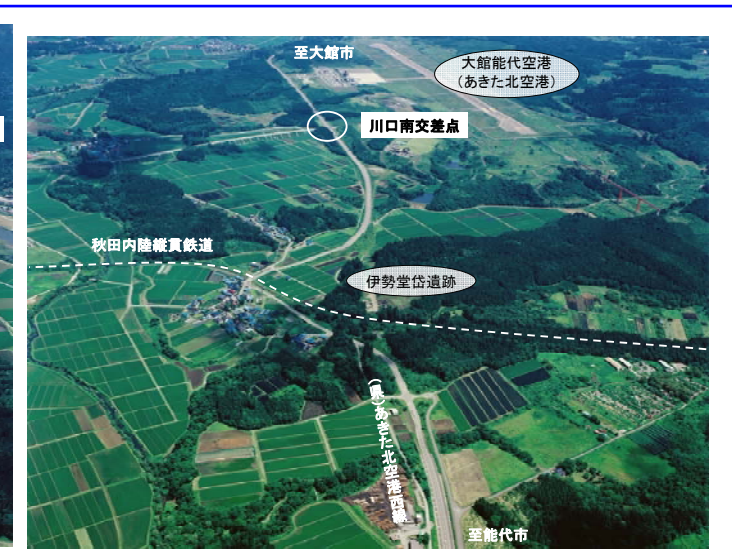 至大館市
大館能代空港
(あきた北空港)
川口南交差点
秋田内陸縦貫鉄道
伊勢堂岱遺跡
(県)あきた北空港西線
至能代市